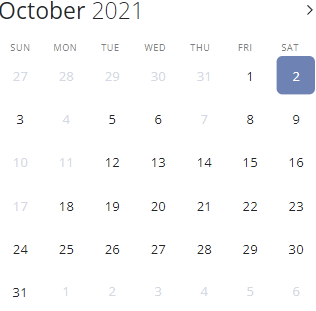 October 2021
SUN MON TUE WED THU FRI SAT
27 28 29 30 31 1 2
3 4 5 6 7 8 9
10 11 12 13 14 15 16
17 18 19 20 21 22 23
24 25 26 27 28 29 30
31 1 2 3 4 5 6